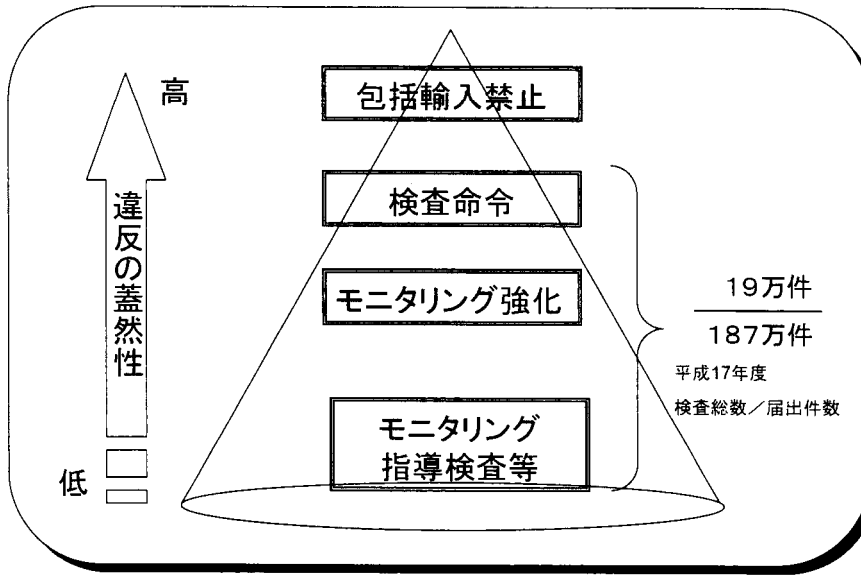 高
違反の蓋然性
低
包括輸入禁止
検査命令
モニタリング強化
モニタリング
指導検査等
19万件
187万件
平成17年度
検査総数／届出件数